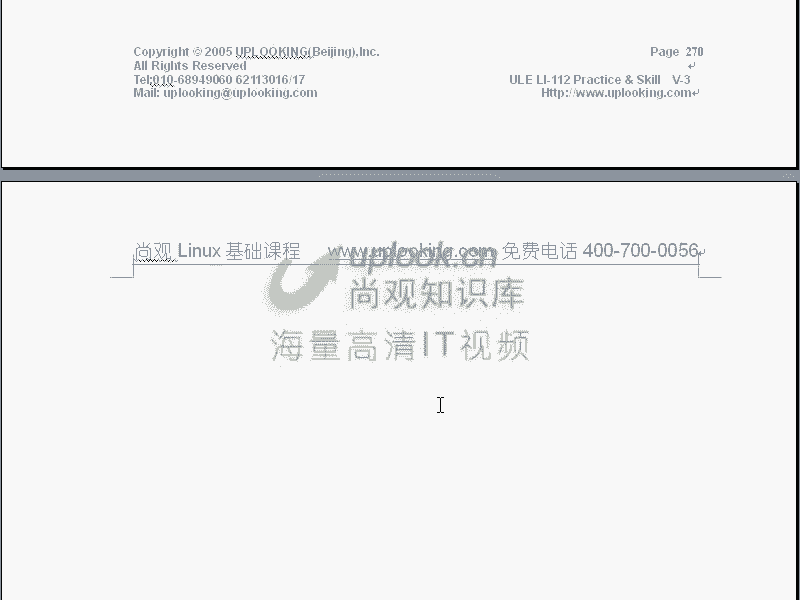 Copyright © 2005 UPLOOKING(Beijing),Inc. Page 270
All Rights Reserved
Tel:010-68949060 62113016/17 ULE LI-112 Practice & Skill V-3
Mail: uplooking@uplooking.com Http://www.uplooking.com
尚观 Linux 基础课程 www.uplooking.com 免费电话 400-700-0056
uplook.cn
尚观知识库
海量高清IT视频